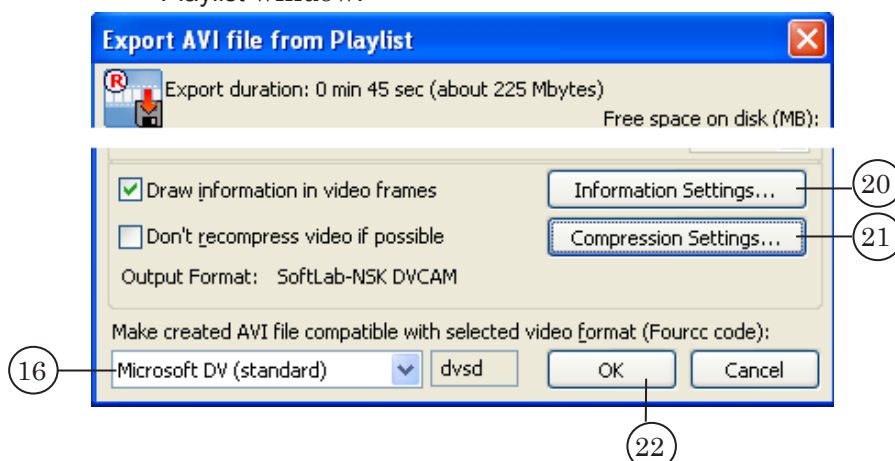 Playlist window.
Export AVI file from Playlist
R
Export duration: 0 min 45 sec (about 225 Mbytes)
Free space on disk (MB):
Draw information in video frames
Information Settings...
20
Don't recompress video if possible
Compression Settings...
21
Output Format: SoftLab-NSK DVCAM
Make created AVI file compatible with selected video format (Fourcc code):
16
Microsoft DV (standard)
dvsd
OK
Cancel
22